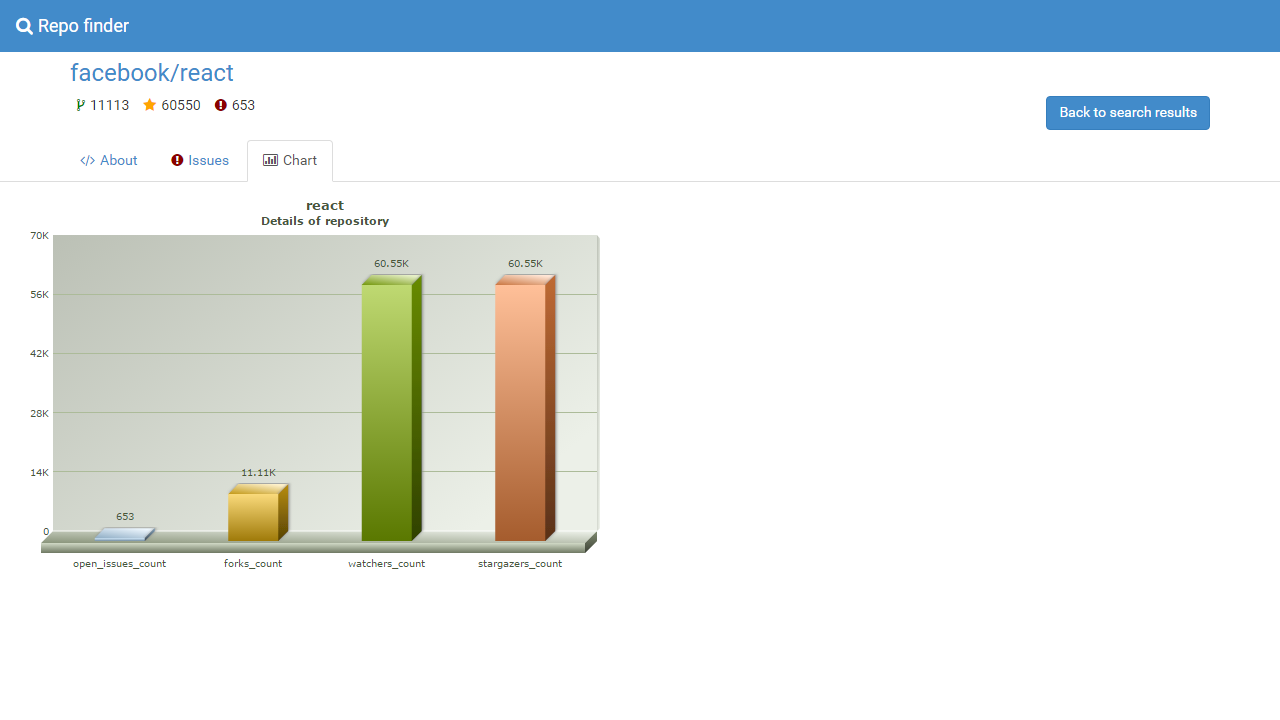 Repo finder
facebook/react
11113 60550 653
Back to search results
About Issues Chart
react
Details of repository
70K
56K
42K
28K
14K
0
653
11.11K
60.55K
60.55K
open_issues_count forks_count watchers_count stargazers_count